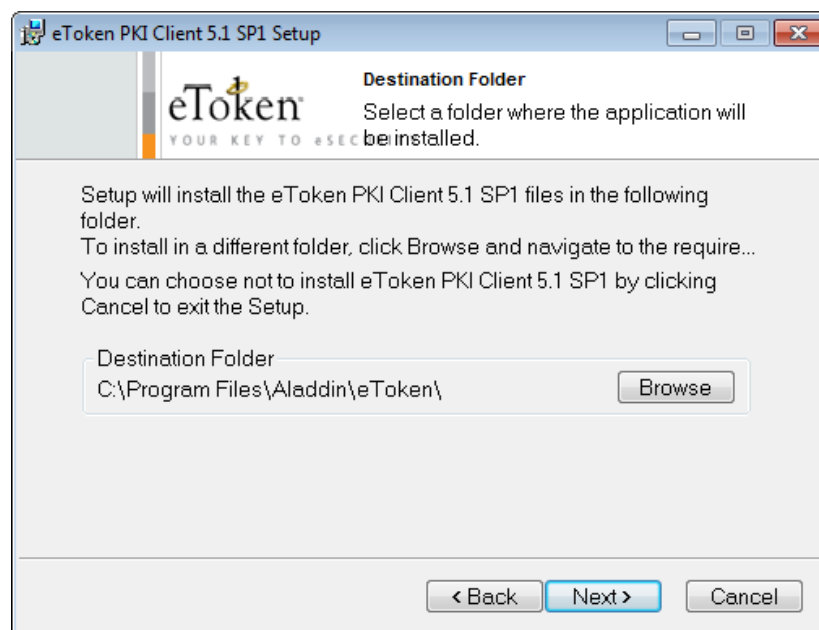 eToken PKI Client 5.1 SP1 Setup
eToken
YOUR KEY TO eSEC
Destination Folder
Select a folder where the application will
be installed.
Setup will install the eToken PKI Client 5.1 SP1 files in the following
folder.
To install in a different folder, click Browse and navigate to the require...
You can choose not to install eToken PKI Client 5.1 SP1 by clicking
Cancel to exit the Setup.
Destination Folder
C:\Program Files\Aladdin\eToken\
Browse
< Back
Next >
Cancel